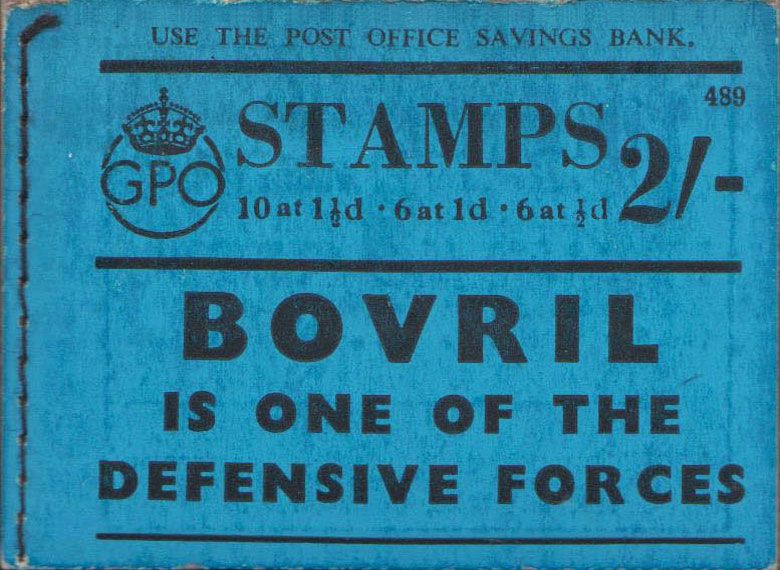 USE THE POST OFFICE SAVINGS BANK.
489
STAMPS 2/-
GPO
10 at 1½d · 6 at 1d · 6 at ½d
BOVRIL
IS ONE OF THE
DEFENSIVE FORCES